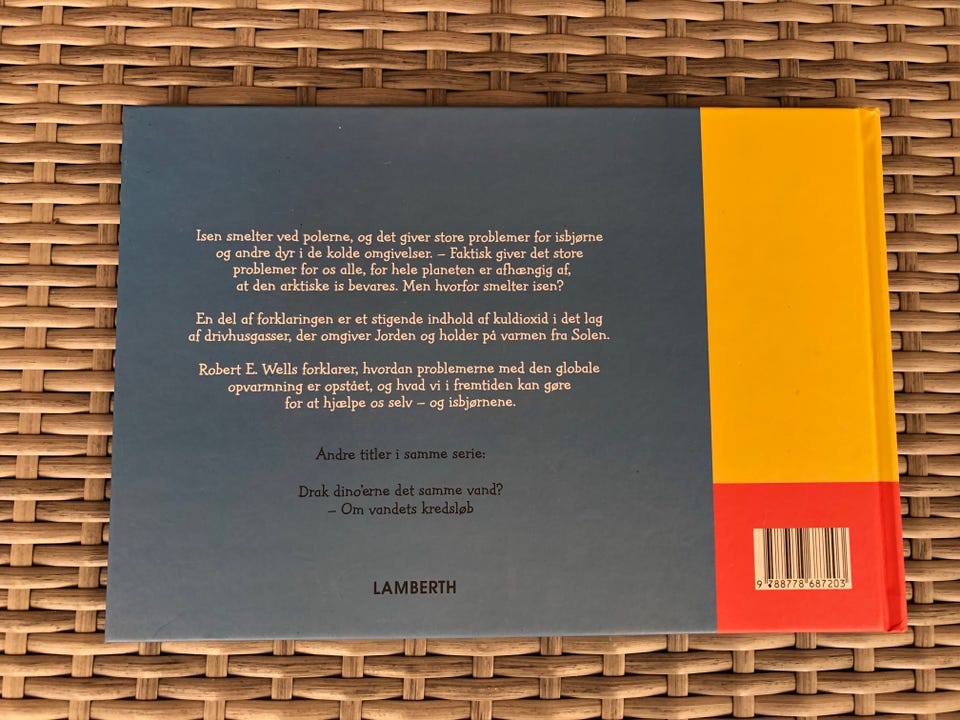 Isen smelter ved polerne, og det giver store problemer for isbjørne
og andre dyr i de kolde omgivelser. – Faktisk giver det store
problemer for os alle, for hele planeten er afhængig af,
at den arktiske is bevares. Men hvorfor smelter isen?
En del af forklaringen er et stigende indhold af kuldioxid i det lag
af drivhusgasser, der omgiver Jorden og holder på varmen fra Solen.
Robert E. Wells forklarer, hvordan problemerne med den globale
opvarmning er opstået, og hvad vi i fremtiden kan gøre
for at hjælpe os selv – og isbjørnene.
Andre titler i samme serie:
Drak dino'erne det samme vand?
– Om vandets kredsløb
LAMBERTH
9 788778 687203